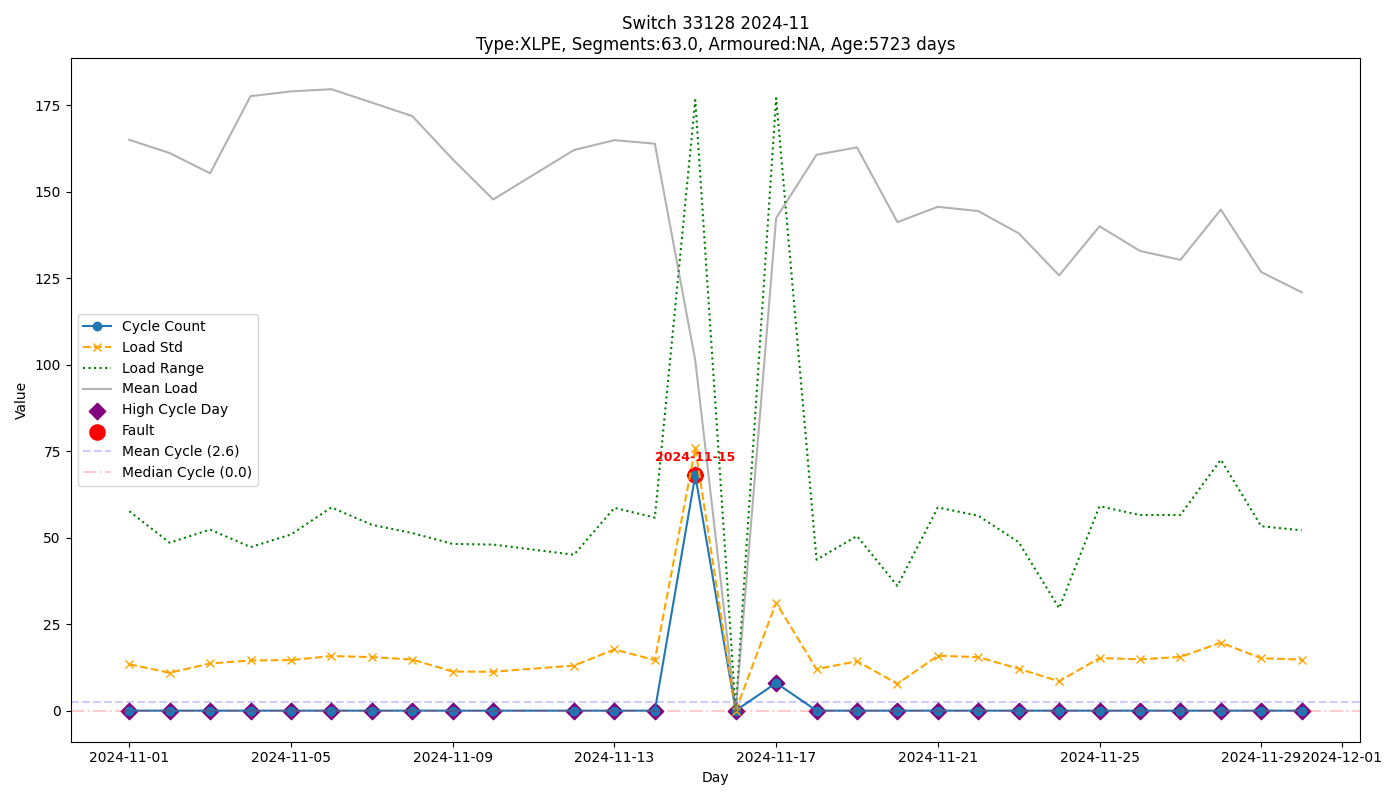 Switch 33128 2024-11
Type:XLPE, Segments:63.0, Armoured:NA, Age:5723 days
Value
175
150
125
100
75
50
25
0
Cycle Count
Load Std
Load Range
Mean Load
High Cycle Day
Fault
Mean Cycle (2.6)
Median Cycle (0.0)
2024-11-15
2024-11-01
2024-11-05
2024-11-09
2024-11-13
2024-11-17
2024-11-21
2024-11-25
2024-11-29
2024-12-01
Day